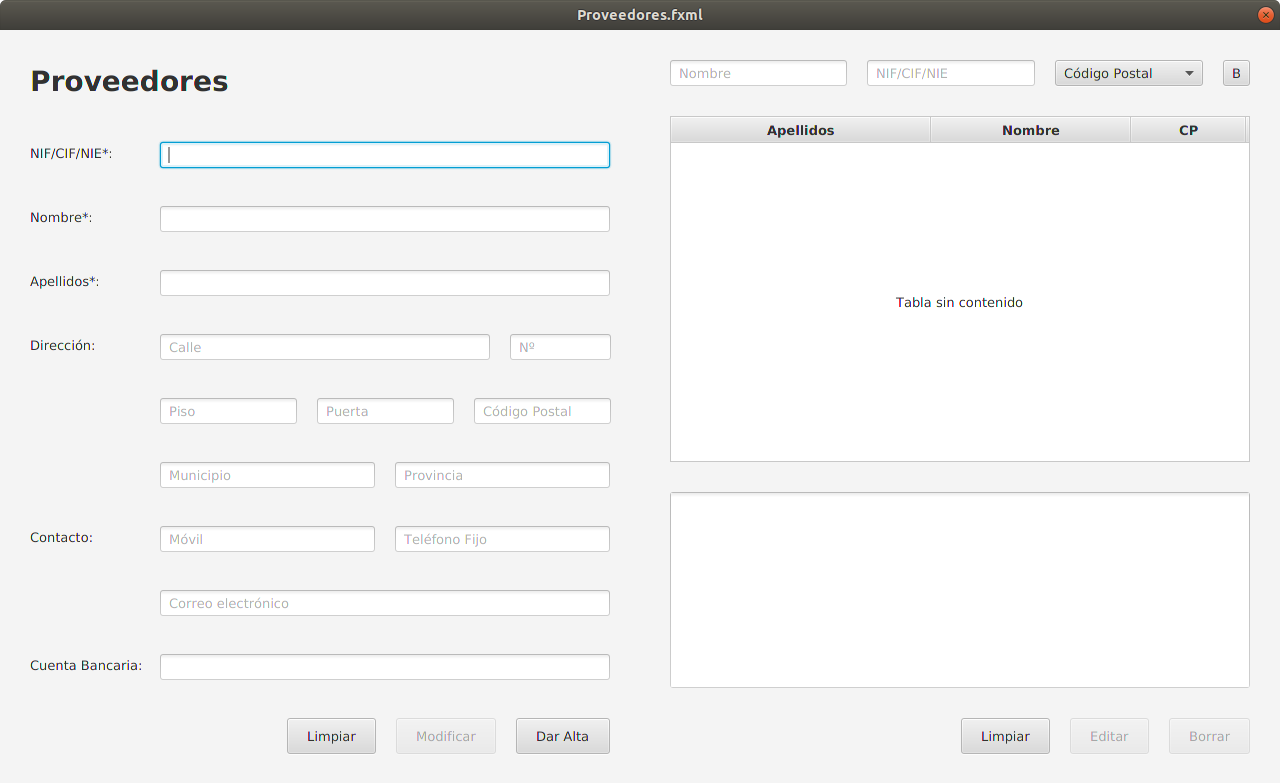 Proveedores.fxml
Proveedores
NIF/CIF/NIE*:
Nombre*:
Apellidos*:
Dirección:
Calle
Nº
Piso
Puerta
Código Postal
Municipio
Provincia
Contacto:
Móvil
Teléfono Fijo
Correo electrónico
Cuenta Bancaria:
Limpiar
Modificar
Dar Alta
Nombre
NIF/CIF/NIE
Código Postal
B
Apellidos
Nombre
CP
Tabla sin contenido
Limpiar
Editar
Borrar